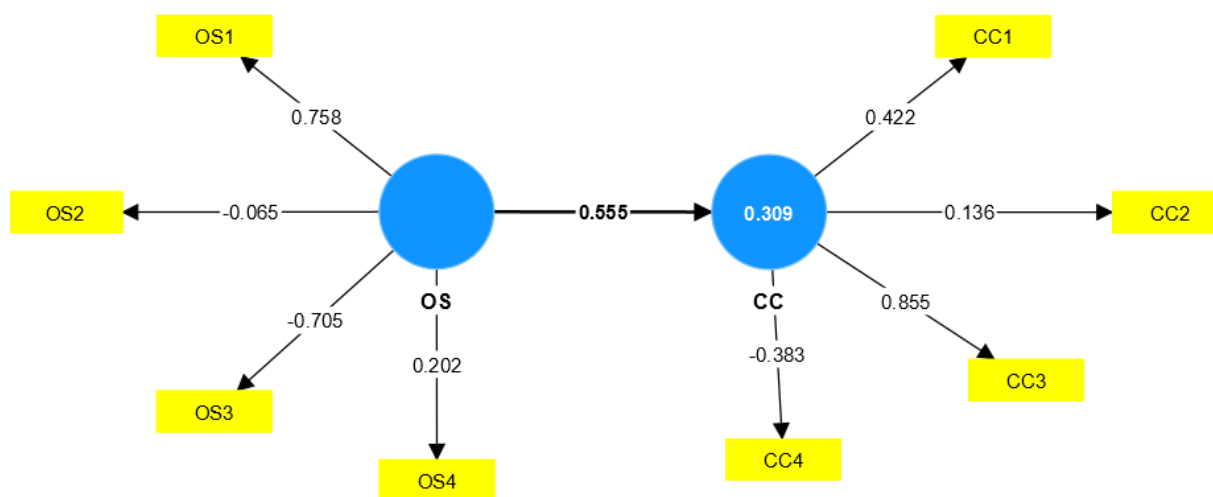 OS1
CC1
0.758
0.422
OS2
-0.065
0.555
0.309
0.136
CC2
OS
CC
-0.705
0.202
-0.383
0.855
OS3
CC3
OS4
CC4